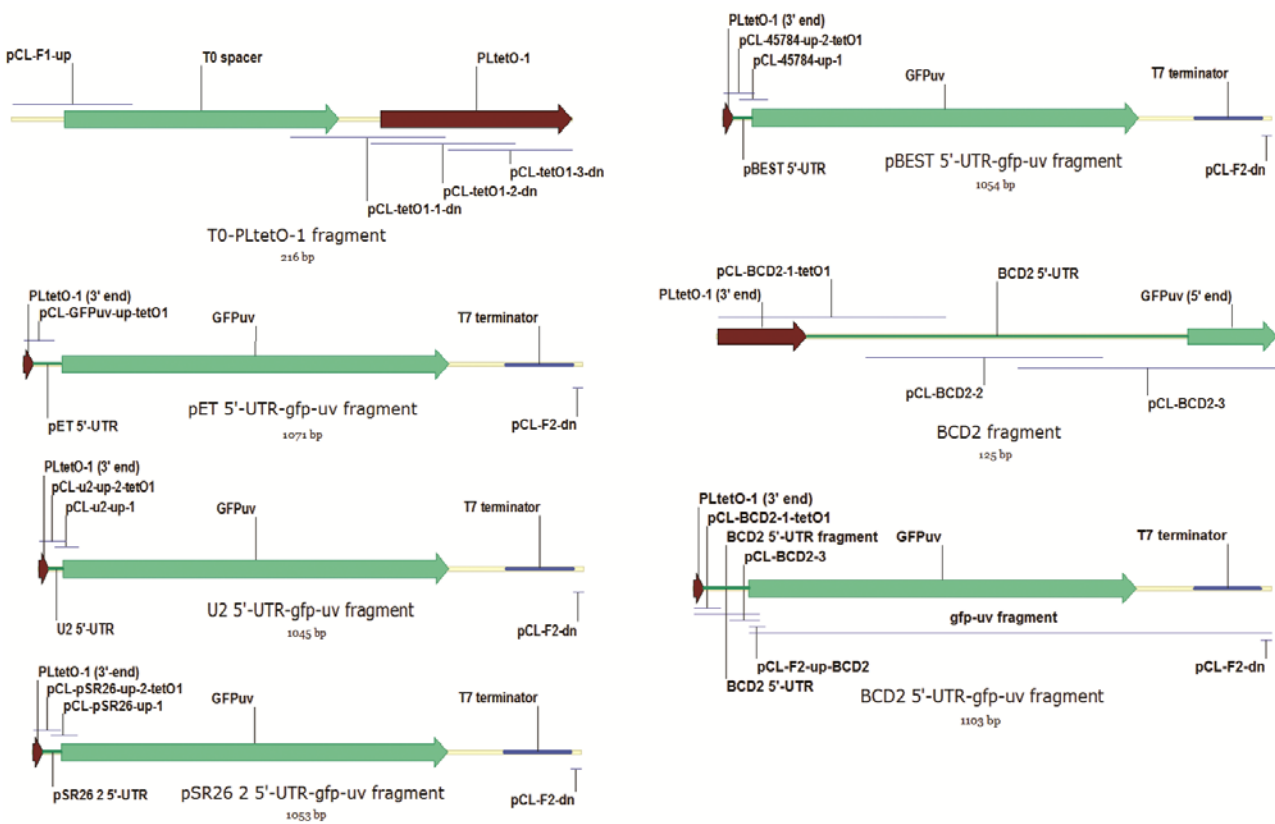 pCL-F1-up
T0 spacer
PLtetO-1
pCL-tetO1-3-dn
pCL-tetO1-2-dn
pCL-tetO1-1-dn
T0-PLtetO-1 fragment
216 bp
PLtetO-1 (3' end)
pCL-GFPuv-up-tetO1
GFPuv
T7 terminator
pET 5'-UTR
pET 5'-UTR-gfp-uv fragment
1071 bp
pCL-F2-dn
PLtetO-1 (3' end)
pCL-u2-up-2-tetO1
pCL-u2-up-1
GFPuv
T7 terminator
U2 5'-UTR
U2 5'-UTR-gfp-uv fragment
1045 bp
pCL-F2-dn
PLtetO-1 (3'-end)
pCL-pSR26-up-2-tetO1
pCL-pSR26-up-1
GFPuv
T7 terminator
pSR26 2 5'-UTR
pSR26 2 5'-UTR-gfp-uv fragment
1053 bp
pCL-F2-dn
PLtetO-1 (3' end)
pCL-45784-up-2-tetO1
pCL-45784-up-1
GFPuv
T7 terminator
pBEST 5'-UTR
pBEST 5'-UTR-gfp-uv fragment
1054 bp
pCL-F2-dn
pCL-BCD2-1-tetO1
BCD2 5'-UTR
PLtetO-1 (3' end)
GFPuv (5' end)
pCL-BCD2-2
pCL-BCD2-3
BCD2 fragment
125 bp
PLtetO-1 (3' end)
pCL-BCD2-1-tetO1
BCD2 5'-UTR fragment
GFPuv
pCL-BCD2-3
T7 terminator
gfp-uv fragment
pCL-F2-up-BCD2
pCL-F2-dn
BCD2 5'-UTR
BCD2 5'-UTR-gfp-uv fragment
1103 bp